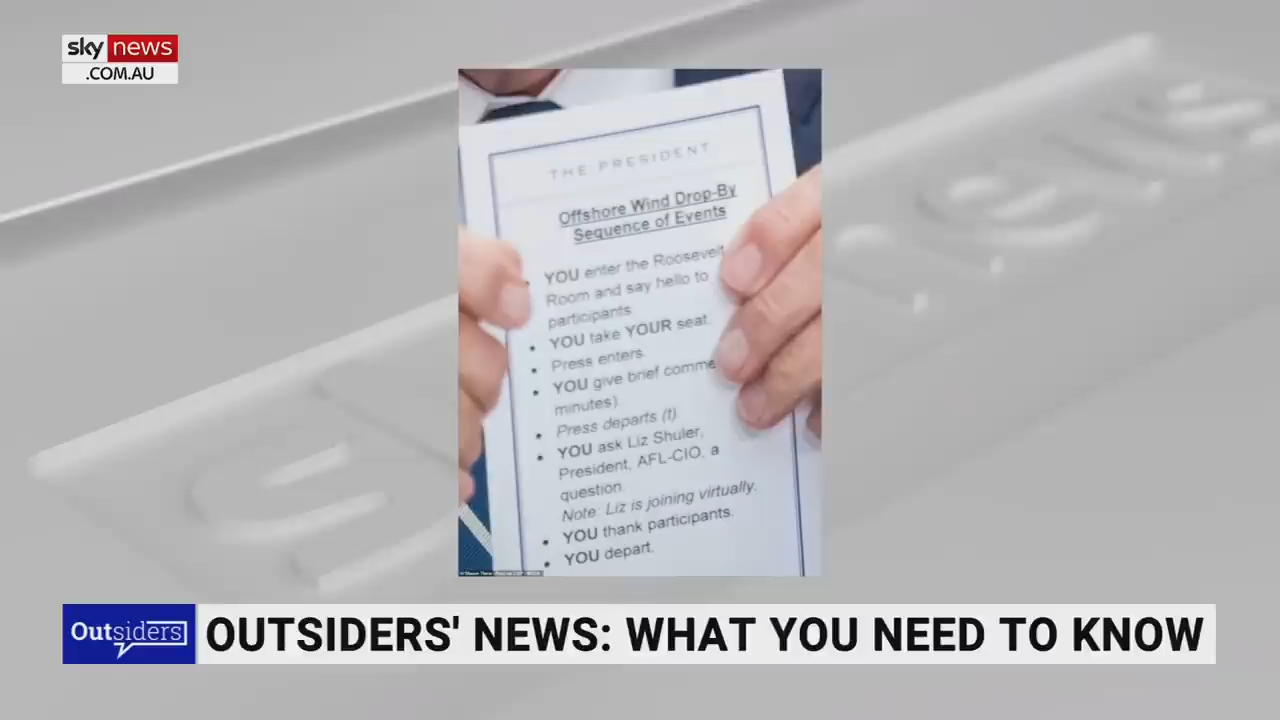 sky news
.COM.AU
THE PRESIDENT
Offshore Wind Drop-By
Sequence of Events
YOU enter the Roosevelt
Room and say hello to
participants.
• YOU take YOUR seat.
• Press enters.
• YOU give brief comme
minutes).
• Press departs (t)
• YOU ask Liz Shuler,
President, AFL-CIO, a
question.
Note: Liz is joining virtually.
• YOU thank participants.
• YOU depart.
Outsiders
OUTSIDERS' NEWS: WHAT YOU NEED TO KNOW